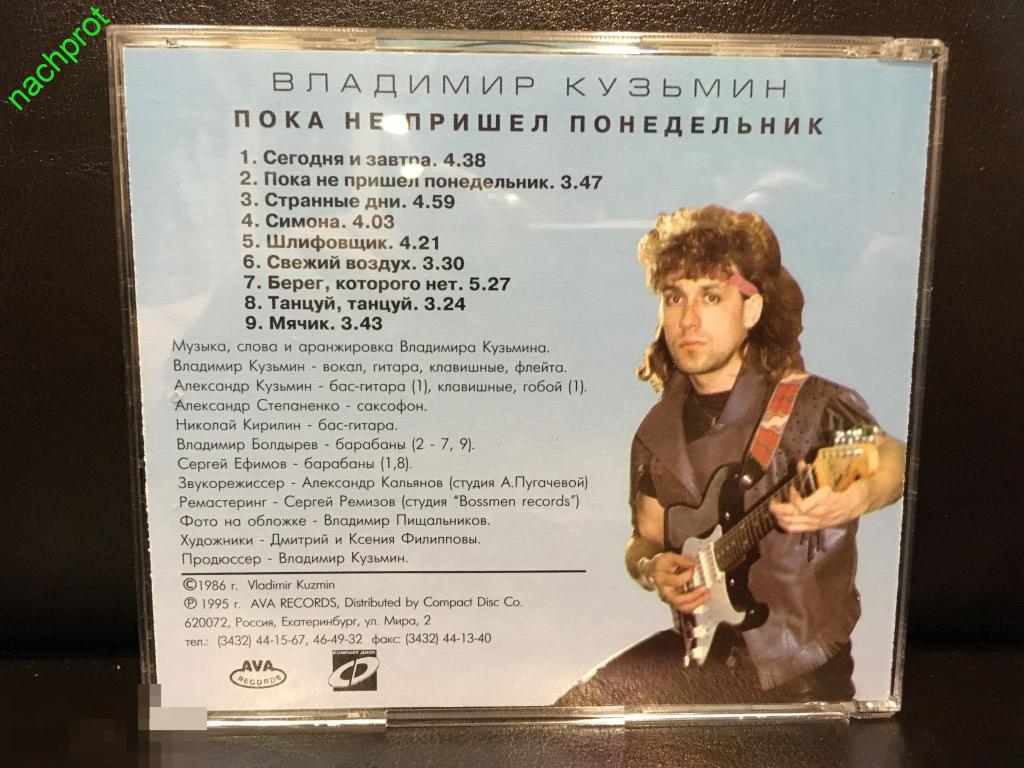 nachprot
ВЛАДИМИР КУЗЬМИН
ПОКА НЕ ПРИШЕЛ ПОНЕДЕЛЬНИК
1. Сегодня и завтра. 4.38
2. Пока не пришел понедельник. 3.47
3. Странные дни. 4.59
4. Симона. 4.03
5. Шлифовщик. 4.21
6. Свежий воздух. 3.30
7. Берег, которого нет. 5.27
8. Танцуй, танцуй. 3.24
9. Мячик. 3.43
Музыка, слова и аранжировка Владимира Кузьмина.
Владимир Кузьмин - вокал, гитара, клавишные, флейта.
Александр Кузьмин - бас-гитара (1), клавишные, гобой (1).
Александр Степаненко - саксофон.
Николай Кирилин - бас-гитара.
Владимир Болдырев - барабаны (2 - 7, 9).
Сергей Ефимов - барабаны (1,8).
Звукорежиссер - Александр Кальянов (студия А.Пугачевой)
Ремастеринг - Сергей Ремизов (студия "Bossmen records")
Фото на обложке - Владимир Пищальников.
Художники - Дмитрий и Ксения Филипповы.
Продюссер - Владимир Кузьмин.
©1986 г. Vladimir Kuzmin
℗ 1995 г. AVA RECORDS, Distributed by Compact Disc Co.
620072, Россия, Екатеринбург, ул. Мира, 2
тел.: (3432) 44-15-67, 46-49-32 факс: (3432) 44-13-40
AVA
RECORDS
КОМПАКТ ДИСК
CD